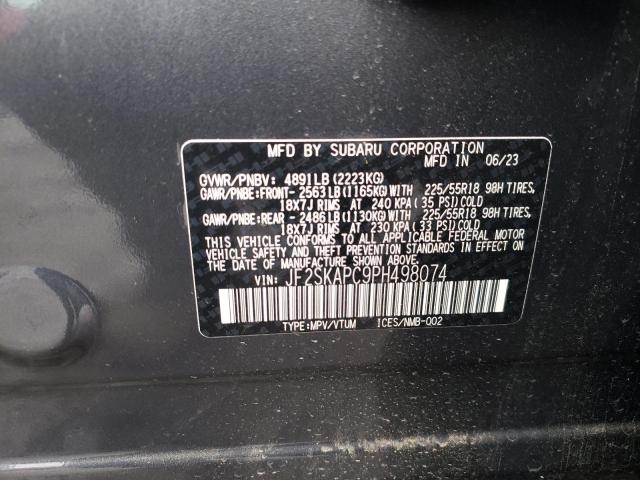 MFD BY SUBARU CORPORATION
MFD IN 06/23
GVWR/PNBV: 4891LB(2223KG)
GAWR/PNBE:FRONT- 2563LB(1165KG)WITH 225/55R18 98H TIRES,
18X7J RIMS AT 240 KPA(35 PSI)COLD
GAWR/PNBE:REAR -2486LB(1130KG)WITH 225/55R18 98H TIRES,
18X7J RIMS AT 230 KPA(33 PSI)COLD
THIS VEHICLE CONFORMS TO ALL APPLICABLE FEDERAL MOTOR
VEHICLE SAFETY AND THEFT PREVENTION STANDARDS IN
EFFECT ON THE DATE OF MANUFACTURE SHOWN ABOVE.
VIN: JF2SKAPC9PH498074
TYPE:MPV/VTUM ICES/NMB-002